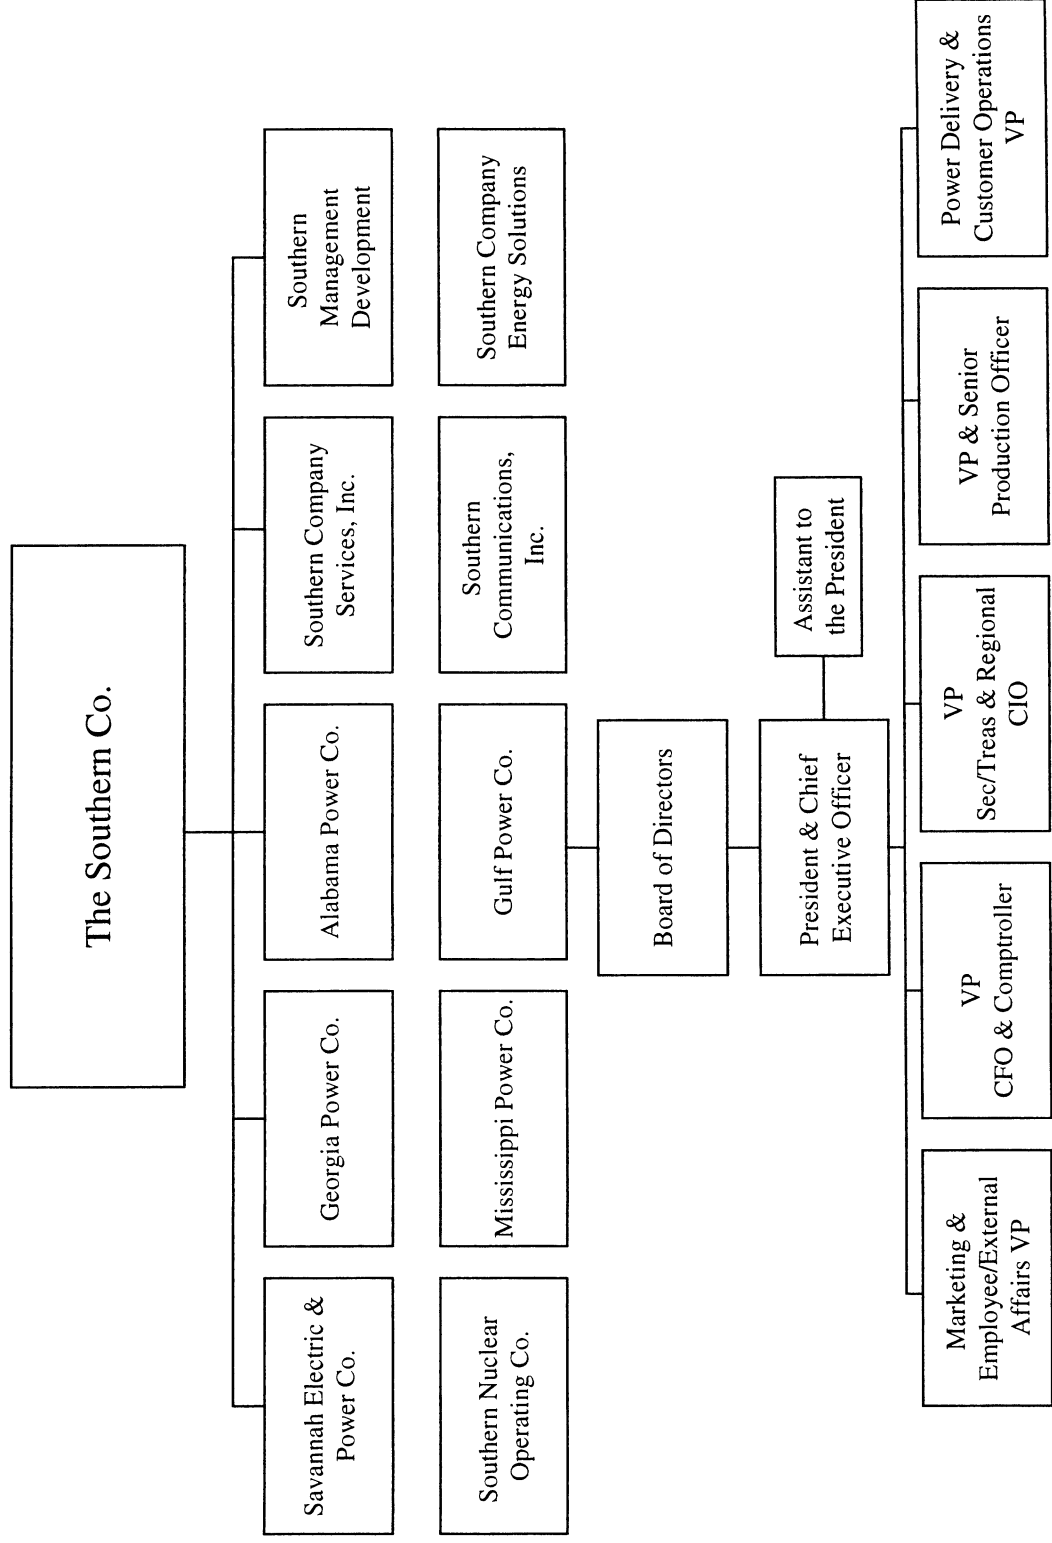 The Southern Co.
Savannah Electric &
Power Co.
Georgia Power Co.
Alabama Power Co.
Southern Company
Services, Inc.
Southern
Management
Development
Southern Nuclear
Operating Co.
Mississippi Power Co.
Gulf Power Co.
Southern
Communications,
Inc.
Southern Company
Energy Solutions
Board of Directors
President & Chief
Executive Officer
Assistant to
the President
Marketing &
Employee/External
Affairs VP
VP
CFO & Comptroller
VP
Sec/Treas & Regional
CIO
VP & Senior
Production Officer
Power Delivery &
Customer Operations
VP